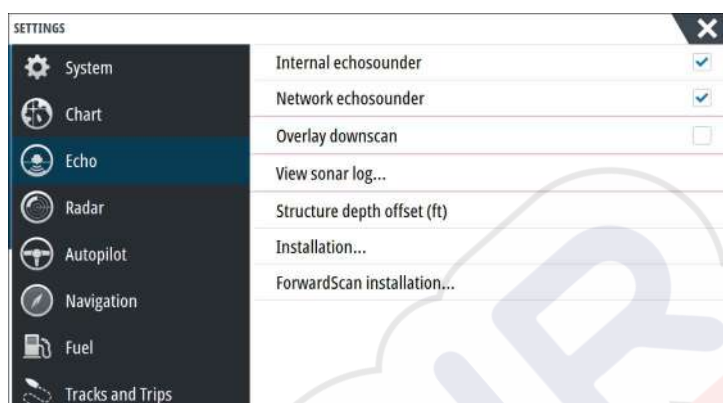 SETTINGS
System
Chart
Echo
Radar
Autopilot
Navigation
Fuel
Tracks and Trips
Internal echosounder
Network echosounder
Overlay downscan
View sonar log...
Structure depth offset (ft)
Installation...
ForwardScan installation...